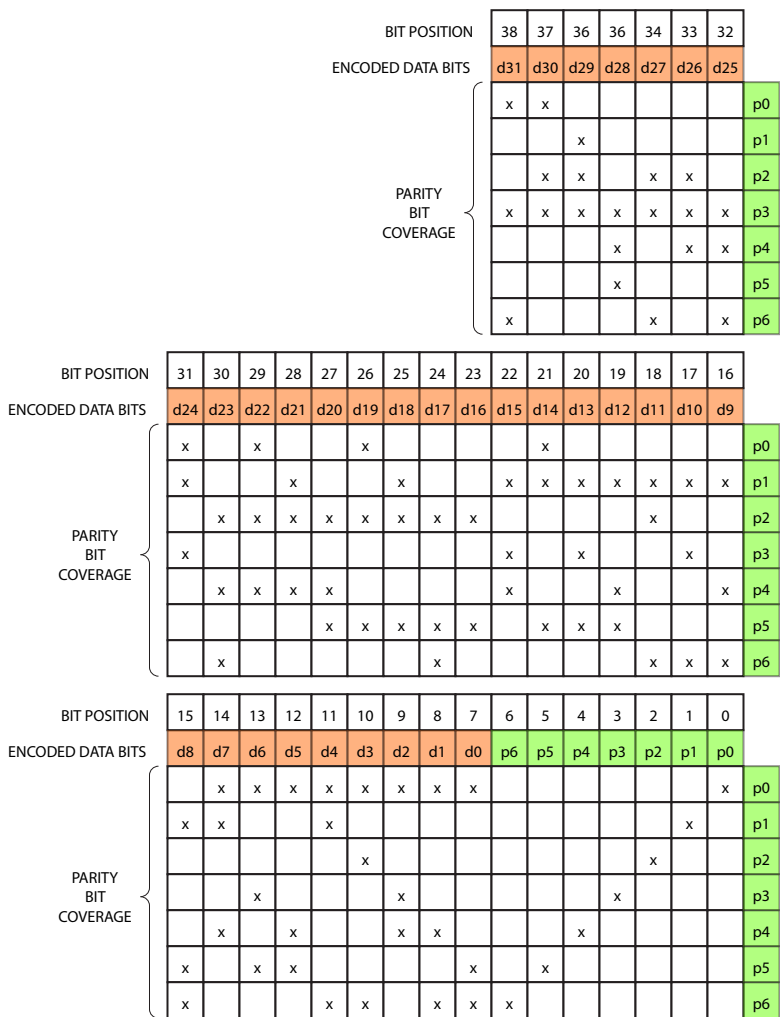 BIT POSITION 38 37 36 36 34 33 32
ENCODED DATA BITS d31 d30 d29 d28 d27 d26 d25
PARITY
BIT
COVERAGE
x x p0
x p1
x x x x p2
x x x x x x x p3
x x x p4
x p5
x x x p6
BIT POSITION 31 30 29 28 27 26 25 24 23 22 21 20 19 18 17 16
ENCODED DATA BITS d24 d23 d22 d21 d20 d19 d18 d17 d16 d15 d14 d13 d12 d11 d10 d9
PARITY
BIT
COVERAGE
x x x x p0
x x x x x x x x x x p1
x x x x x x x x x p2
x x x x p3
x x x x x x x p4
x x x x x x x x p5
x x x x x p6
BIT POSITION 15 14 13 12 11 10 9 8 7 6 5 4 3 2 1 0
ENCODED DATA BITS d8 d7 d6 d5 d4 d3 d2 d1 d0 p6 p5 p4 p3 p2 p1 p0
PARITY
BIT
COVERAGE
x x x x x x x x x p0
x x x x p1
x x p2
x x x p3
x x x x x p4
x x x x x p5
x x x x x x p6